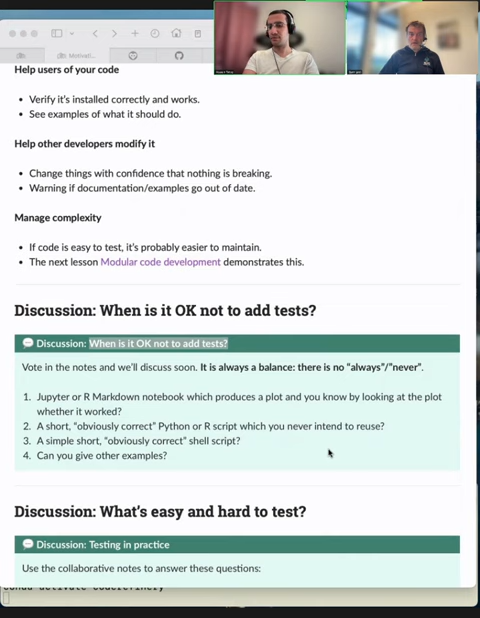 Motivati...
Help users of your code
• Verify it's installed correctly and works.
• See examples of what it should do.
Help other developers modify it
• Change things with confidence that nothing is breaking.
• Warning if documentation/examples go out of date.
Manage complexity
• If code is easy to test, it's probably easier to maintain.
• The next lesson Modular code development demonstrates this.
Discussion: When is it OK not to add tests?
Discussion: When is it OK not to add tests?
Vote in the notes and we'll discuss soon. It is always a balance: there is no "always"/"never".
1. Jupyter or R Markdown notebook which produces a plot and you know by looking at the plot
whether it worked?
2. A short, "obviously correct" Python or R script which you never intend to reuse?
3. A simple short, "obviously correct" shell script?
4. Can you give other examples?
Discussion: What's easy and hard to test?
Discussion: Testing in practice
Use the collaborative notes to answer these questions: